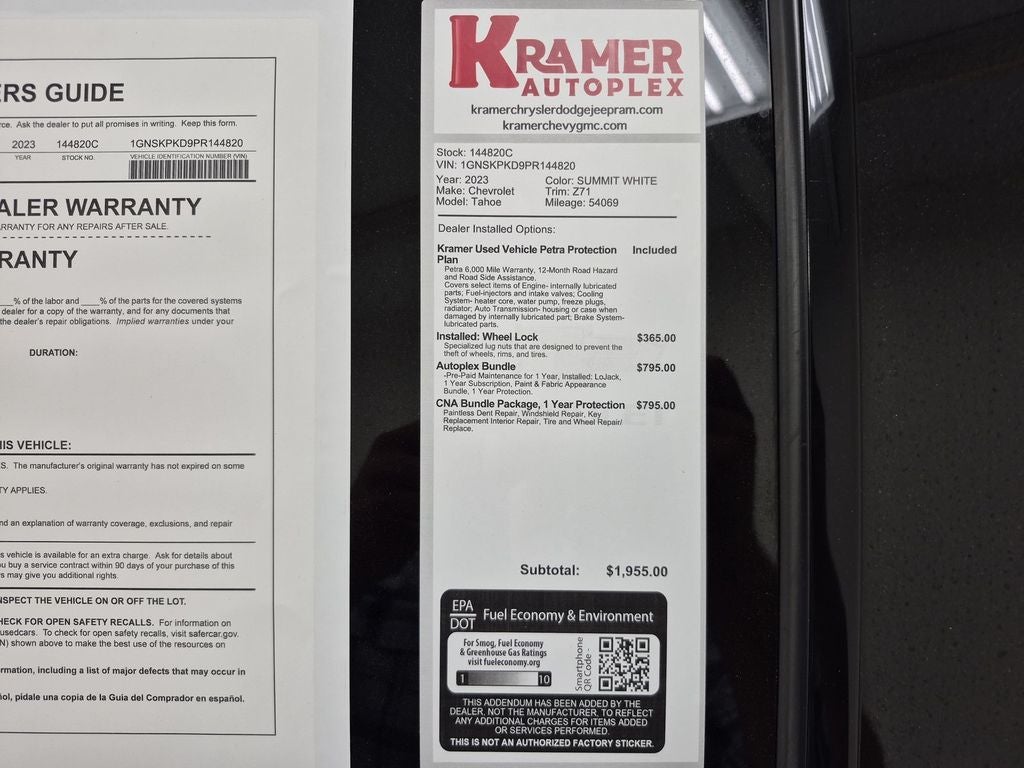 ERS GUIDE
rce. Ask the dealer to put all promises in writing. Keep this form.
2023 144820C 1GNSKPKD9PR144820
YEAR STOCK NO. VEHICLE IDENTIFICATION NUMBER (VIN)
ALER WARRANTY
RRANTY FOR ANY REPAIRS AFTER SALE.
RANTY
___% of the labor and ____% of the parts for the covered systems
dealer for a copy of the warranty, and for any documents that
the dealer's repair obligations. Implied warranties under your
DURATION:
IS VEHICLE:
S. The manufacturer's original warranty has not expired on some
TY APPLIES.
nd an explanation of warranty coverage, exclusions, and repair
s vehicle is available for an extra charge. Ask for details about
u buy a service contract within 90 days of your purchase of this
s may give you additional rights.
NSPECT THE VEHICLE ON OR OFF THE LOT.
HECK FOR OPEN SAFETY RECALLS. For information on
usedcars. To check for open safety recalls, visit safercar.gov.
N) shown above to make the best use of the resources on
rmation, including a list of major defects that may occur in
ñol, pidale una copia de la Guia del Comprador en español.
KRAMER
AUTOPLEX
kramerchryslerdodgejeepram.com
kramerchevygmc.com
Stock: 144820C
VIN: 1GNSKPKD9PR144820
Year: 2023 Color: SUMMIT WHITE
Make: Chevrolet Trim: Z71
Model: Tahoe Mileage: 54069
Dealer Installed Options:
Kramer Used Vehicle Petra Protection Included
Plan
Petra 6,000 Mile Warranty, 12-Month Road Hazard
and Road Side Assistance.
Covers select items of Engine- Internally lubricated
parts; Fuel-injectors and intake valves; Cooling
System- heater core, water pump, freeze plugs,
radiator; Auto Transmission- housing or case when
damaged by internally lubricated part; Brake System-
lubricated parts.
Installed: Wheel Lock $365.00
Specialized lug nuts that are designed to prevent the
theft of wheels, rims, and tires.
Autoplex Bundle $795.00
-Pre-Paid Maintenance for 1 Year, Installed: LoJack,
1 Year Subscription, Paint & Fabric Appearance
Bundle, 1 Year Protection.
CNA Bundle Package, 1 Year Protection $795.00
Paintless Dent Repair, Windshield Repair, Key
Replacement Interior Repair, Tire and Wheel Repair/
Replace.
Subtotal: $1,955.00
EPA
DOT Fuel Economy & Environment
For Smog, Fuel Economy
& Greenhouse Gas Ratings
visit fueleconomy.org
1 10
Smartphone
QR Code -
THIS ADDENDUM HAS BEEN ADDED BY THE
DEALER, NOT THE MANUFACTURER, TO REFLECT
ANY ADDITIONAL CHARGES FOR ITEMS ADDED
OR SERVICES PERFORMED.
THIS IS NOT AN AUTHORIZED FACTORY STICKER.